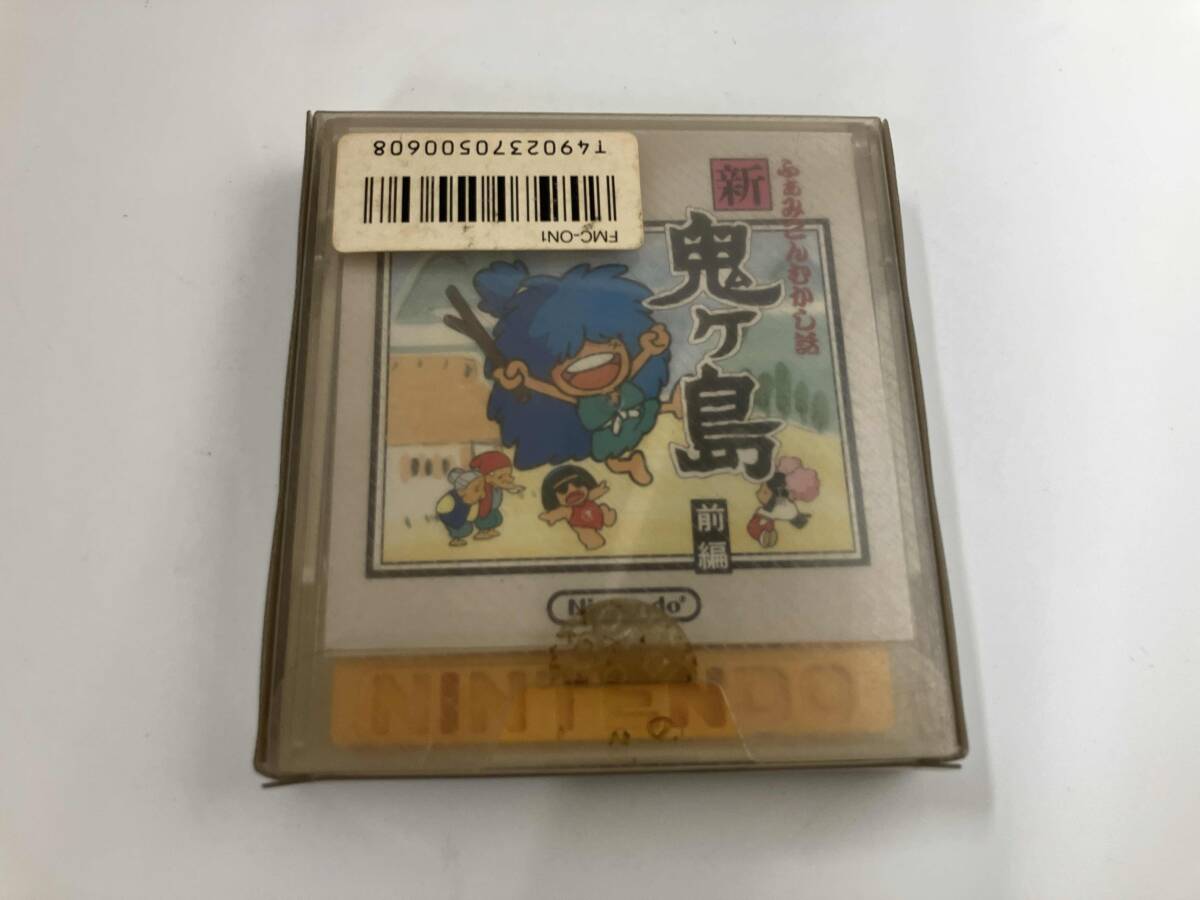 T4902370500608
FMC-ON1
新
ふぁみこんむかし話
鬼ヶ島
前編
Nintendo®
NINTENDO